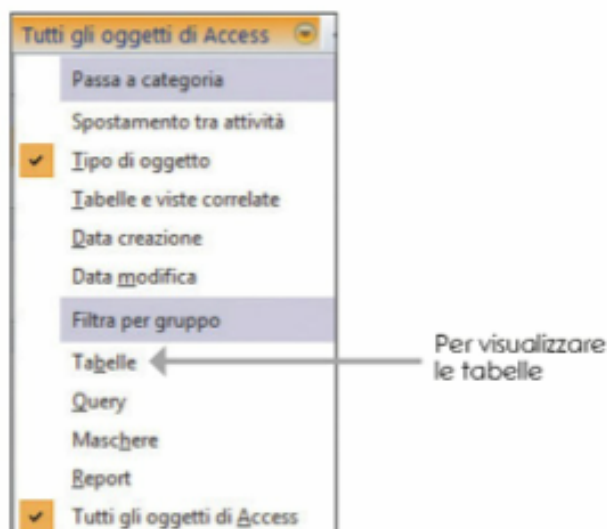 Tutti gli oggetti di Access
Passa a categoria
Spostamento tra attività
Tipo di oggetto
Tabelle e viste correlate
Data creazione
Data modifica
Filtra per gruppo
Tabelle
Per visualizzare
le tabelle
Query
Maschere
Report
Tutti gli oggetti di Access